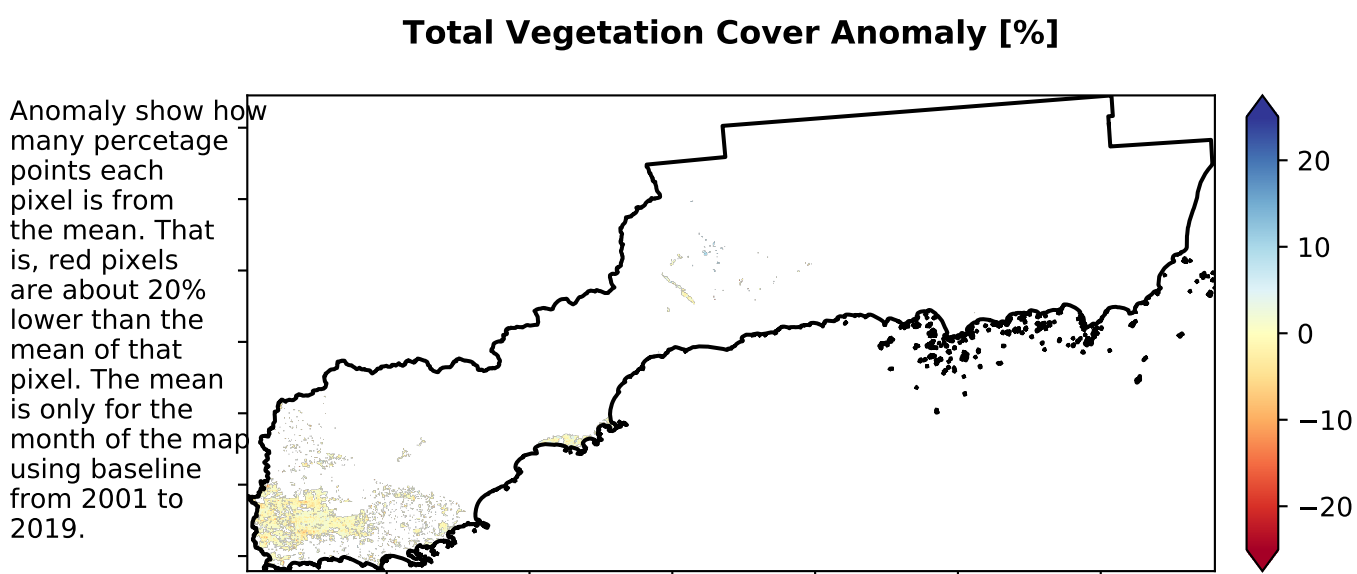 Total Vegetation Cover Anomaly [%]
Anomaly show how
many percetage
points each
pixel is from
the mean. That
is, red pixels
are about 20%
lower than the
mean of that
pixel. The mean
is only for the
month of the map
using baseline
from 2001 to
2019.
20
10
0
−10
−20